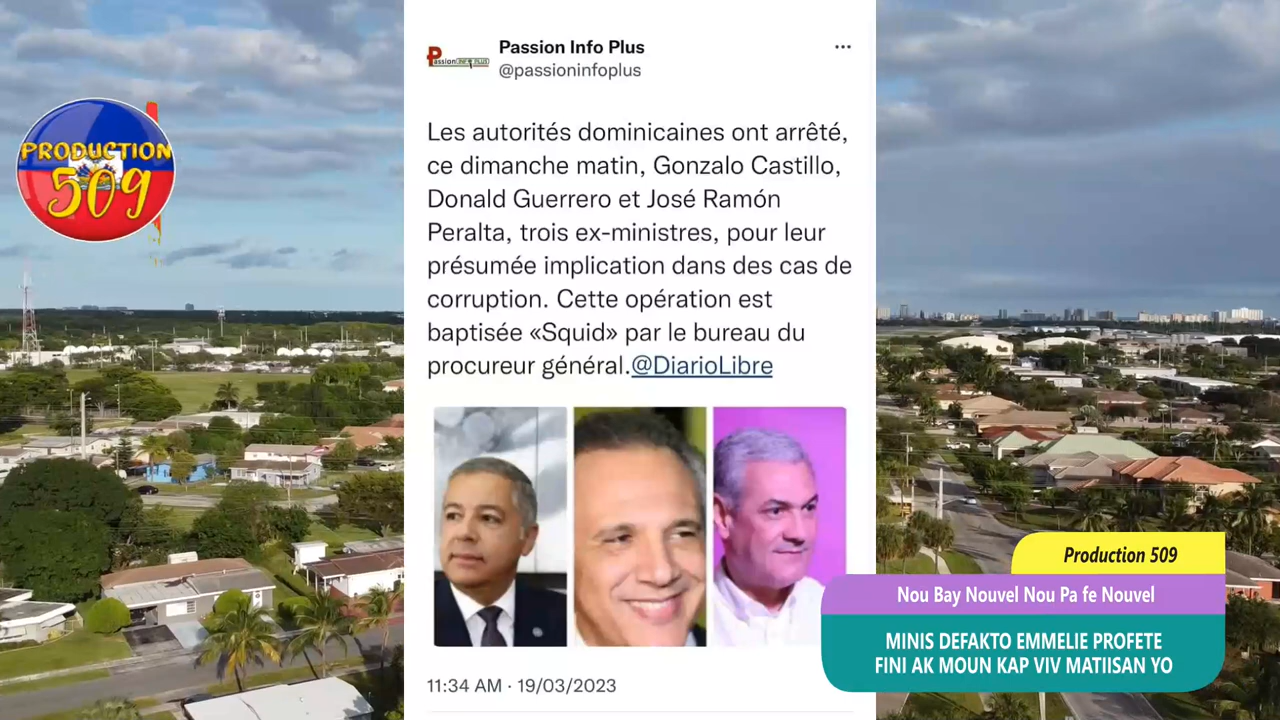 PRODUCTION
509
Passion INFO PLUS
Passion Info Plus
@passioninfoplus
Les autorités dominicaines ont arrêté,
ce dimanche matin, Gonzalo Castillo,
Donald Guerrero et José Ramón
Peralta, trois ex-ministres, pour leur
présumée implication dans des cas de
corruption. Cette opération est
baptisée «Squid» par le bureau du
procureur général.@DiarioLibre
11:34 AM · 19/03/2023
Production 509
Nou Bay Nouvel Nou Pa fe Nouvel
MINIS DEFAKTO EMMELIE PROFETE
FINI AK MOUN KAP VIV MATIISAN YO